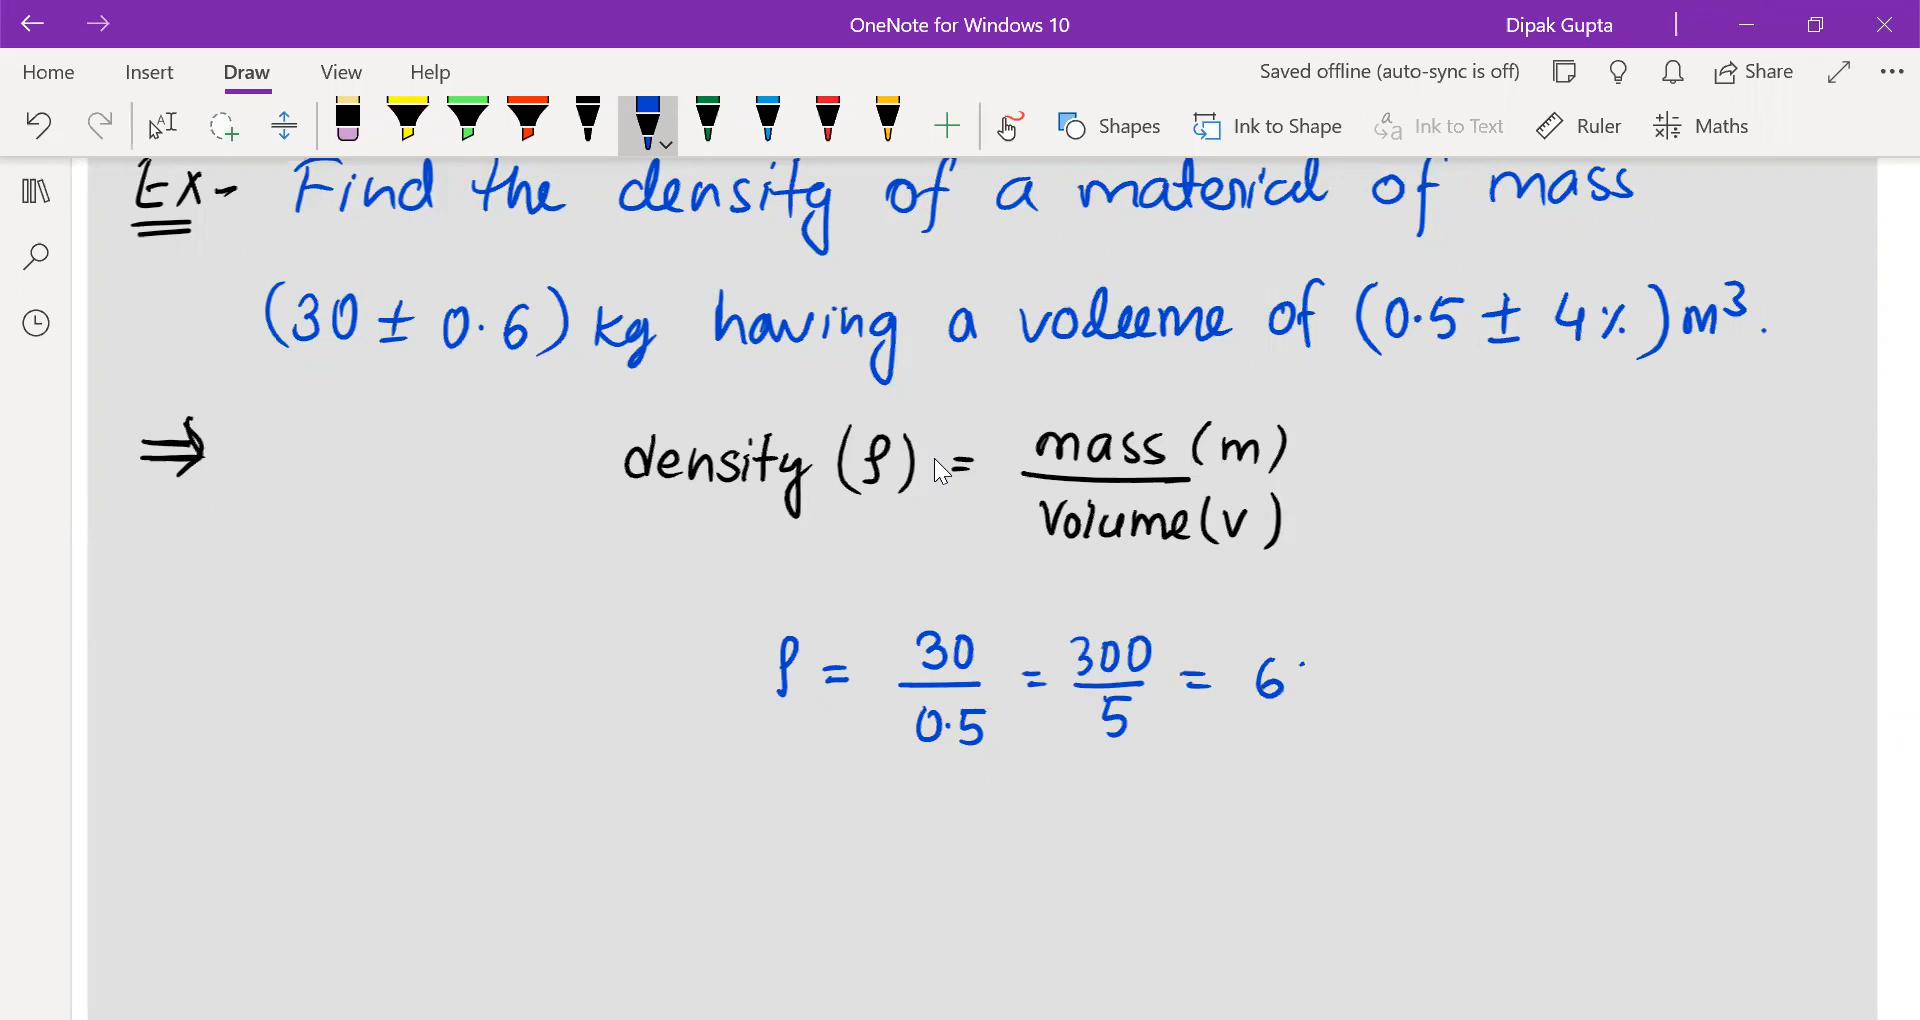 OneNote for Windows 10 Dipak Gupta
Home Insert Draw View Help Saved offline (auto-sync is off) Share
Shapes Ink to Shape Ink to Text Ruler Maths
Ex- Find the density of a material of mass
(30 ± 0.6) kg having a voleeme of (0.5 ± 4%) m³.
⇒ density (ρ) = mass (m) / Volume (v)
ρ = 30 / 0.5 = 300 / 5 = 6